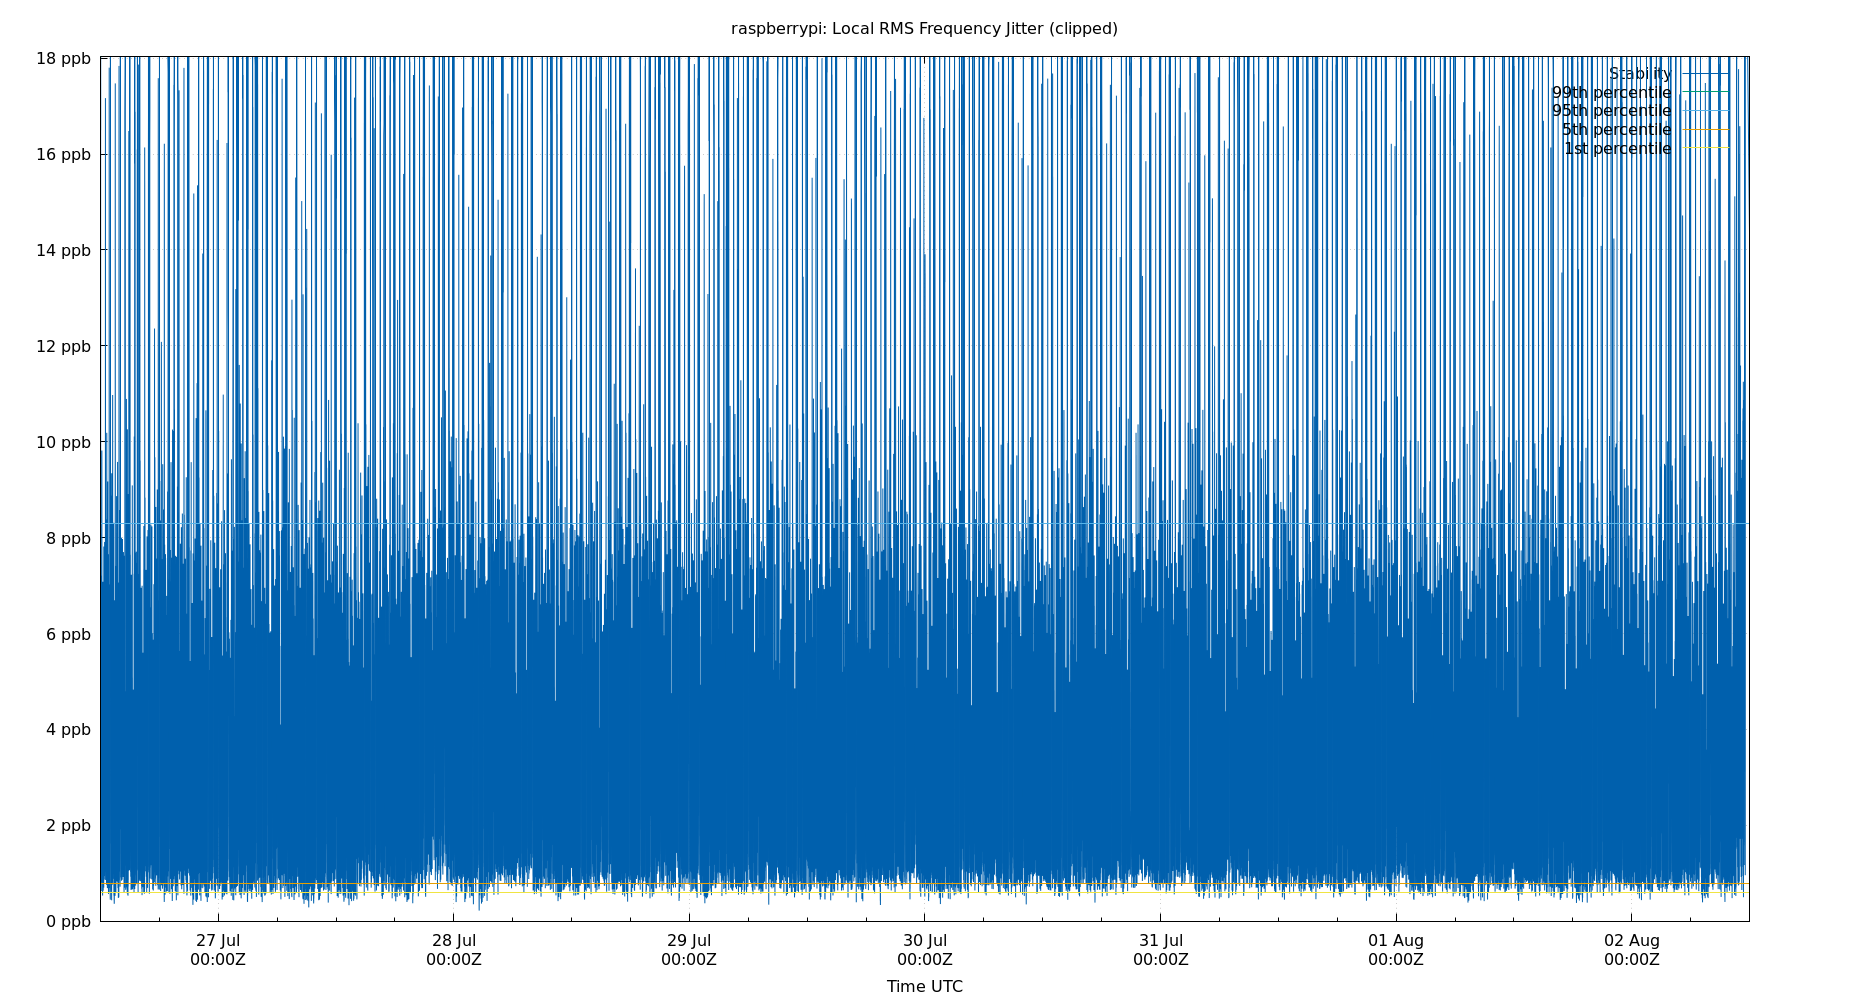 raspberrypi: Local RMS Frequency Jitter (clipped)
18 ppb
16 ppb
14 ppb
12 ppb
10 ppb
8 ppb
6 ppb
4 ppb
2 ppb
0 ppb
Stability
99th percentile
95th percentile
5th percentile
1st percentile
27 Jul
00:00Z
28 Jul
00:00Z
29 Jul
00:00Z
30 Jul
00:00Z
31 Jul
00:00Z
01 Aug
00:00Z
02 Aug
00:00Z
Time UTC